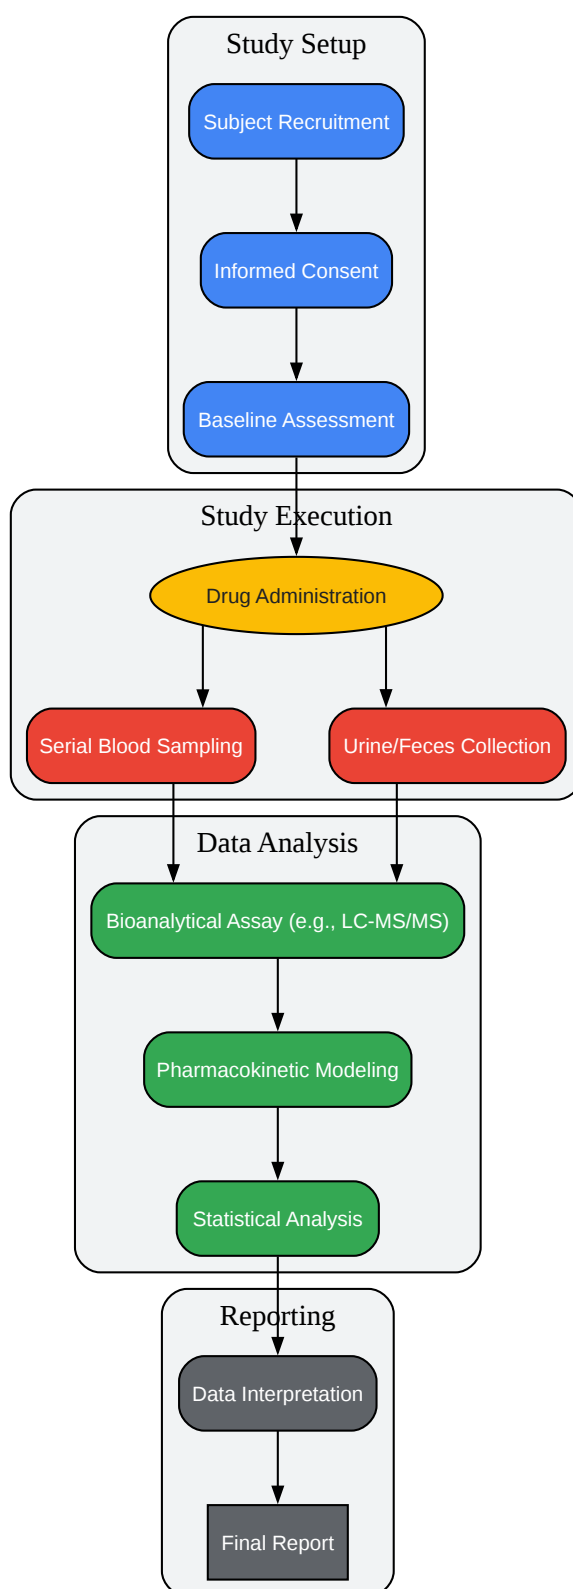 Study Setup
Subject Recruitment
Informed Consent
Baseline Assessment
Study Execution
Drug Administration
Serial Blood Sampling
Urine/Feces Collection
Data Analysis
Bioanalytical Assay (e.g., LC-MS/MS)
Pharmacokinetic Modeling
Statistical Analysis
Reporting
Data Interpretation
Final Report